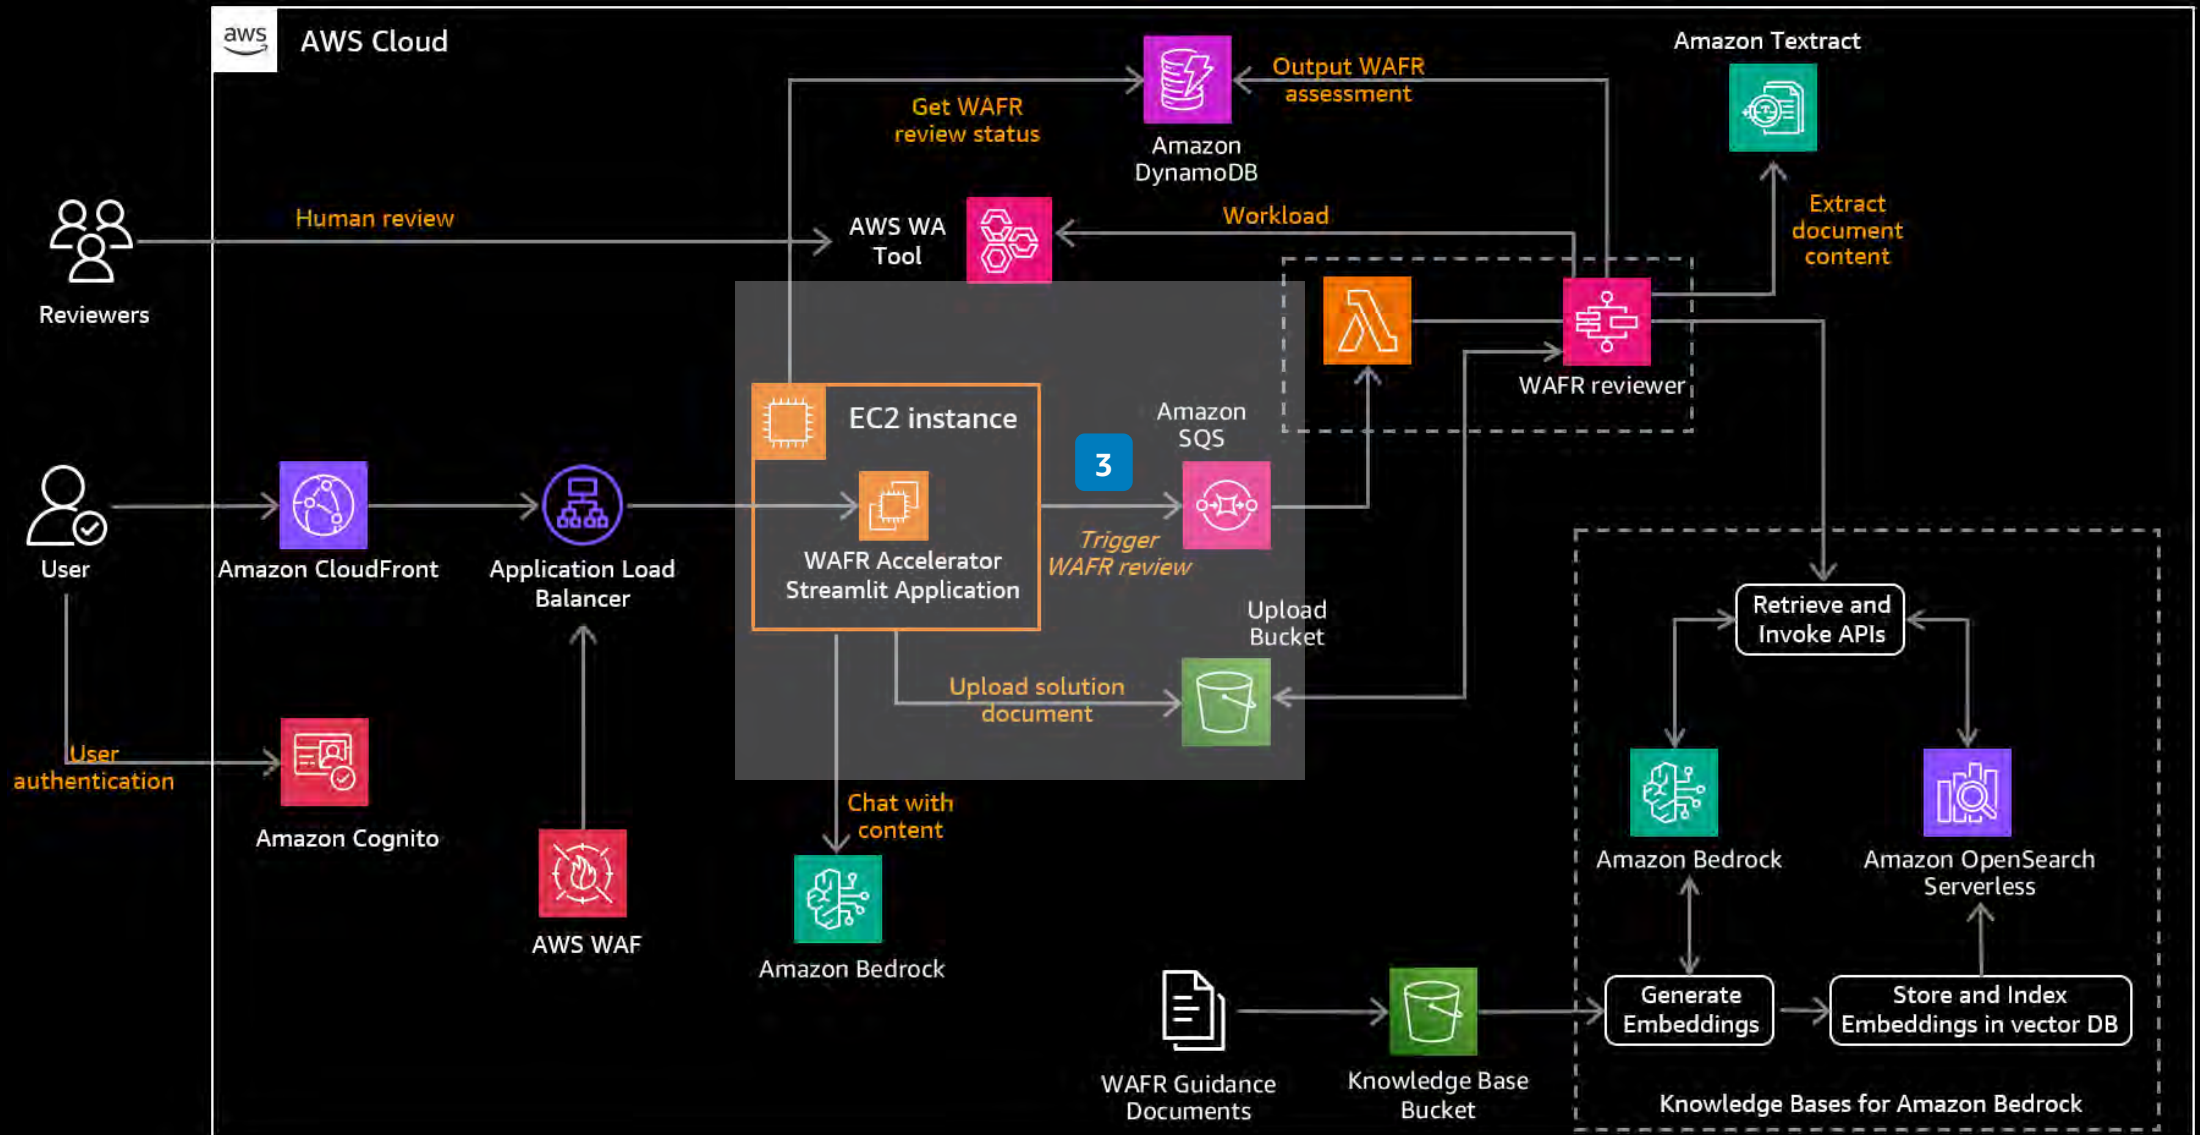 aws
AWS Cloud
Amazon Textract
Output WAFR
assessment
Get WAFR
review status
Amazon
DynamoDB
Human review
AWS WA
Tool
Workload
Extract
document
content
Reviewers
WAFR reviewer
EC2 instance
3
Amazon
SQS
User
Amazon CloudFront
Application Load
Balancer
WAFR Accelerator
Streamlit Application
Trigger
WAFR review
Upload
Bucket
Retrieve and
Invoke APIs
Upload solution
document
User
authentication
Amazon Cognito
Chat with
content
Amazon Bedrock
Amazon OpenSearch
Serverless
AWS WAF
Amazon Bedrock
Generate
Embeddings
Store and Index
Embeddings in vector DB
WAFR Guidance
Documents
Knowledge Base
Bucket
Knowledge Bases for Amazon Bedrock